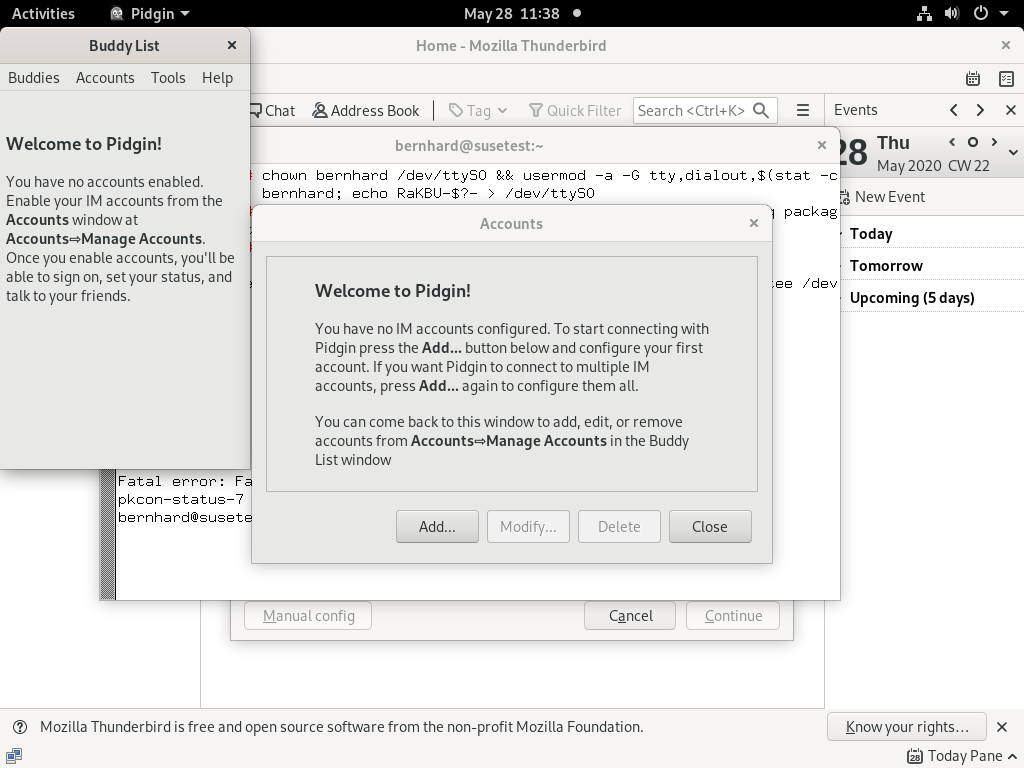 Activities
Pidgin
May 28 11:38
Buddy List
Home - Mozilla Thunderbird
Buddies Accounts Tools Help
Chat
Address Book
Tag
Quick Filter
Search <Ctrl+K>
Events
Welcome to Pidgin!
You have no accounts enabled.
Enable your IM accounts from the
Accounts window at
Accounts⇨Manage Accounts.
Once you enable accounts, you'll be
able to sign on, set your status, and
talk to your friends.
bernhard@susetest:~
chown bernhard /dev/ttyS0 && usermod -a -G tty,dialout,$(stat -c
bernhard; echo RaKBU-$?- > /dev/ttyS0
packag
tee /dev
Accounts
Welcome to Pidgin!
You have no IM accounts configured. To start connecting with
Pidgin press the Add... button below and configure your first
account. If you want Pidgin to connect to multiple IM
accounts, press Add... again to configure them all.
You can come back to this window to add, edit, or remove
accounts from Accounts⇨Manage Accounts in the Buddy
List window
Add...
Modify...
Delete
Close
Fatal error: Fa
pkcon-status-7
bernhard@susete
Manual config
Cancel
Continue
28
Thu
May 2020 CW 22
New Event
Today
Tomorrow
Upcoming (5 days)
Mozilla Thunderbird is free and open source software from the non-profit Mozilla Foundation.
Know your rights...
28
Today Pane